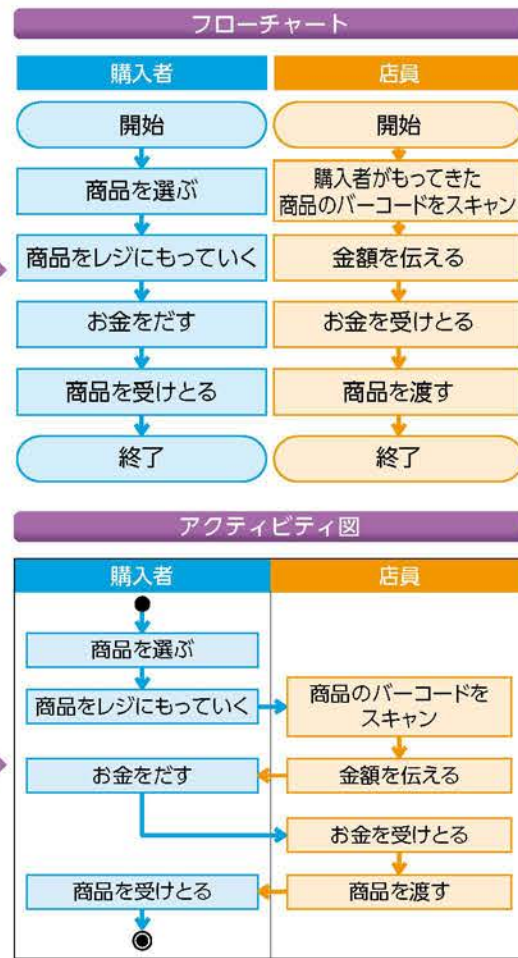 フローチャート
購入者
開始
商品を選ぶ
商品をレジにもっていく
お金をだす
商品を受けとる
終了
店員
開始
購入者がもってきた
商品のバーコードをスキャン
金額を伝える
お金を受けとる
商品を渡す
終了
アクティビティ図
購入者
店員
商品を選ぶ
商品をレジにもっていく
商品のバーコードを
スキャン
金額を伝える
お金をだす
お金を受けとる
商品を渡す
商品を受けとる